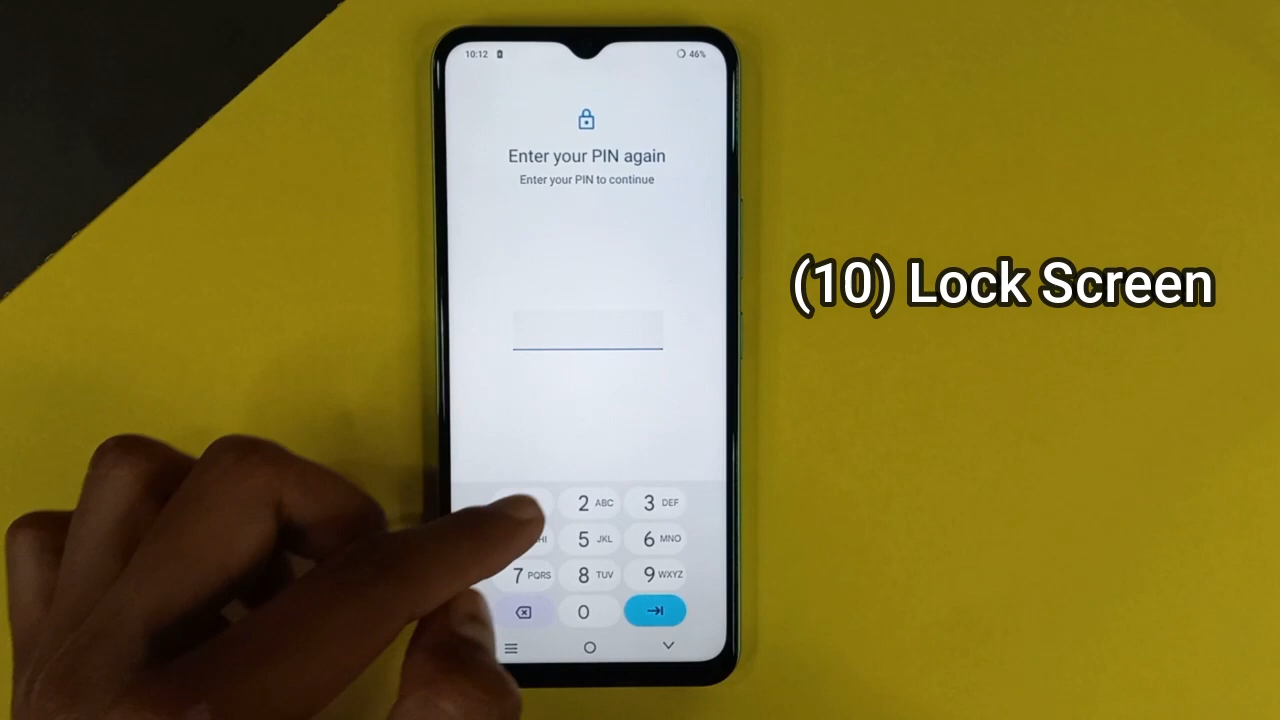 10:12
46%
Enter your PIN again
Enter your PIN to continue
(10) Lock Screen
2 ABC 3 DEF
HI 5 JKL 6 MNO
7 PQRS 8 TUV 9 WXYZ
0